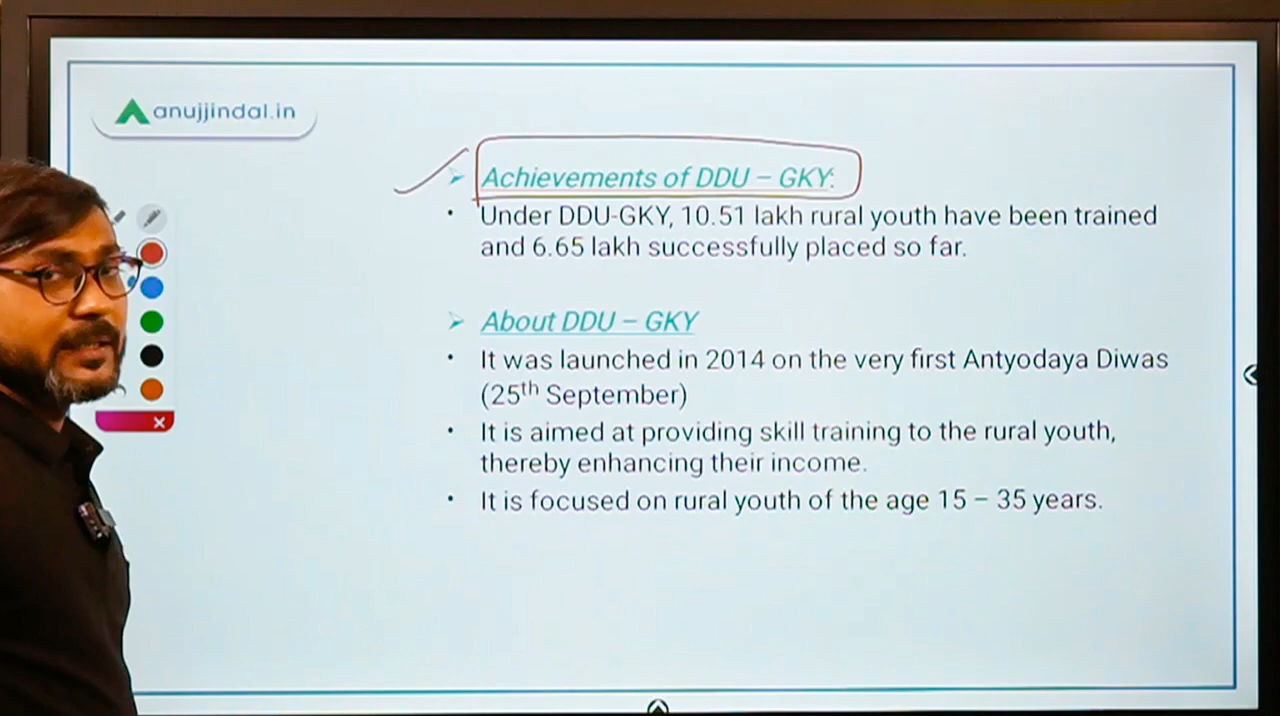 anujjindal.in
Achievements of DDU – GKY:
Under DDU-GKY, 10.51 lakh rural youth have been trained
and 6.65 lakh successfully placed so far.
About DDU – GKY
It was launched in 2014 on the very first Antyodaya Diwas
(25th September)
It is aimed at providing skill training to the rural youth,
thereby enhancing their income.
It is focused on rural youth of the age 15 – 35 years.